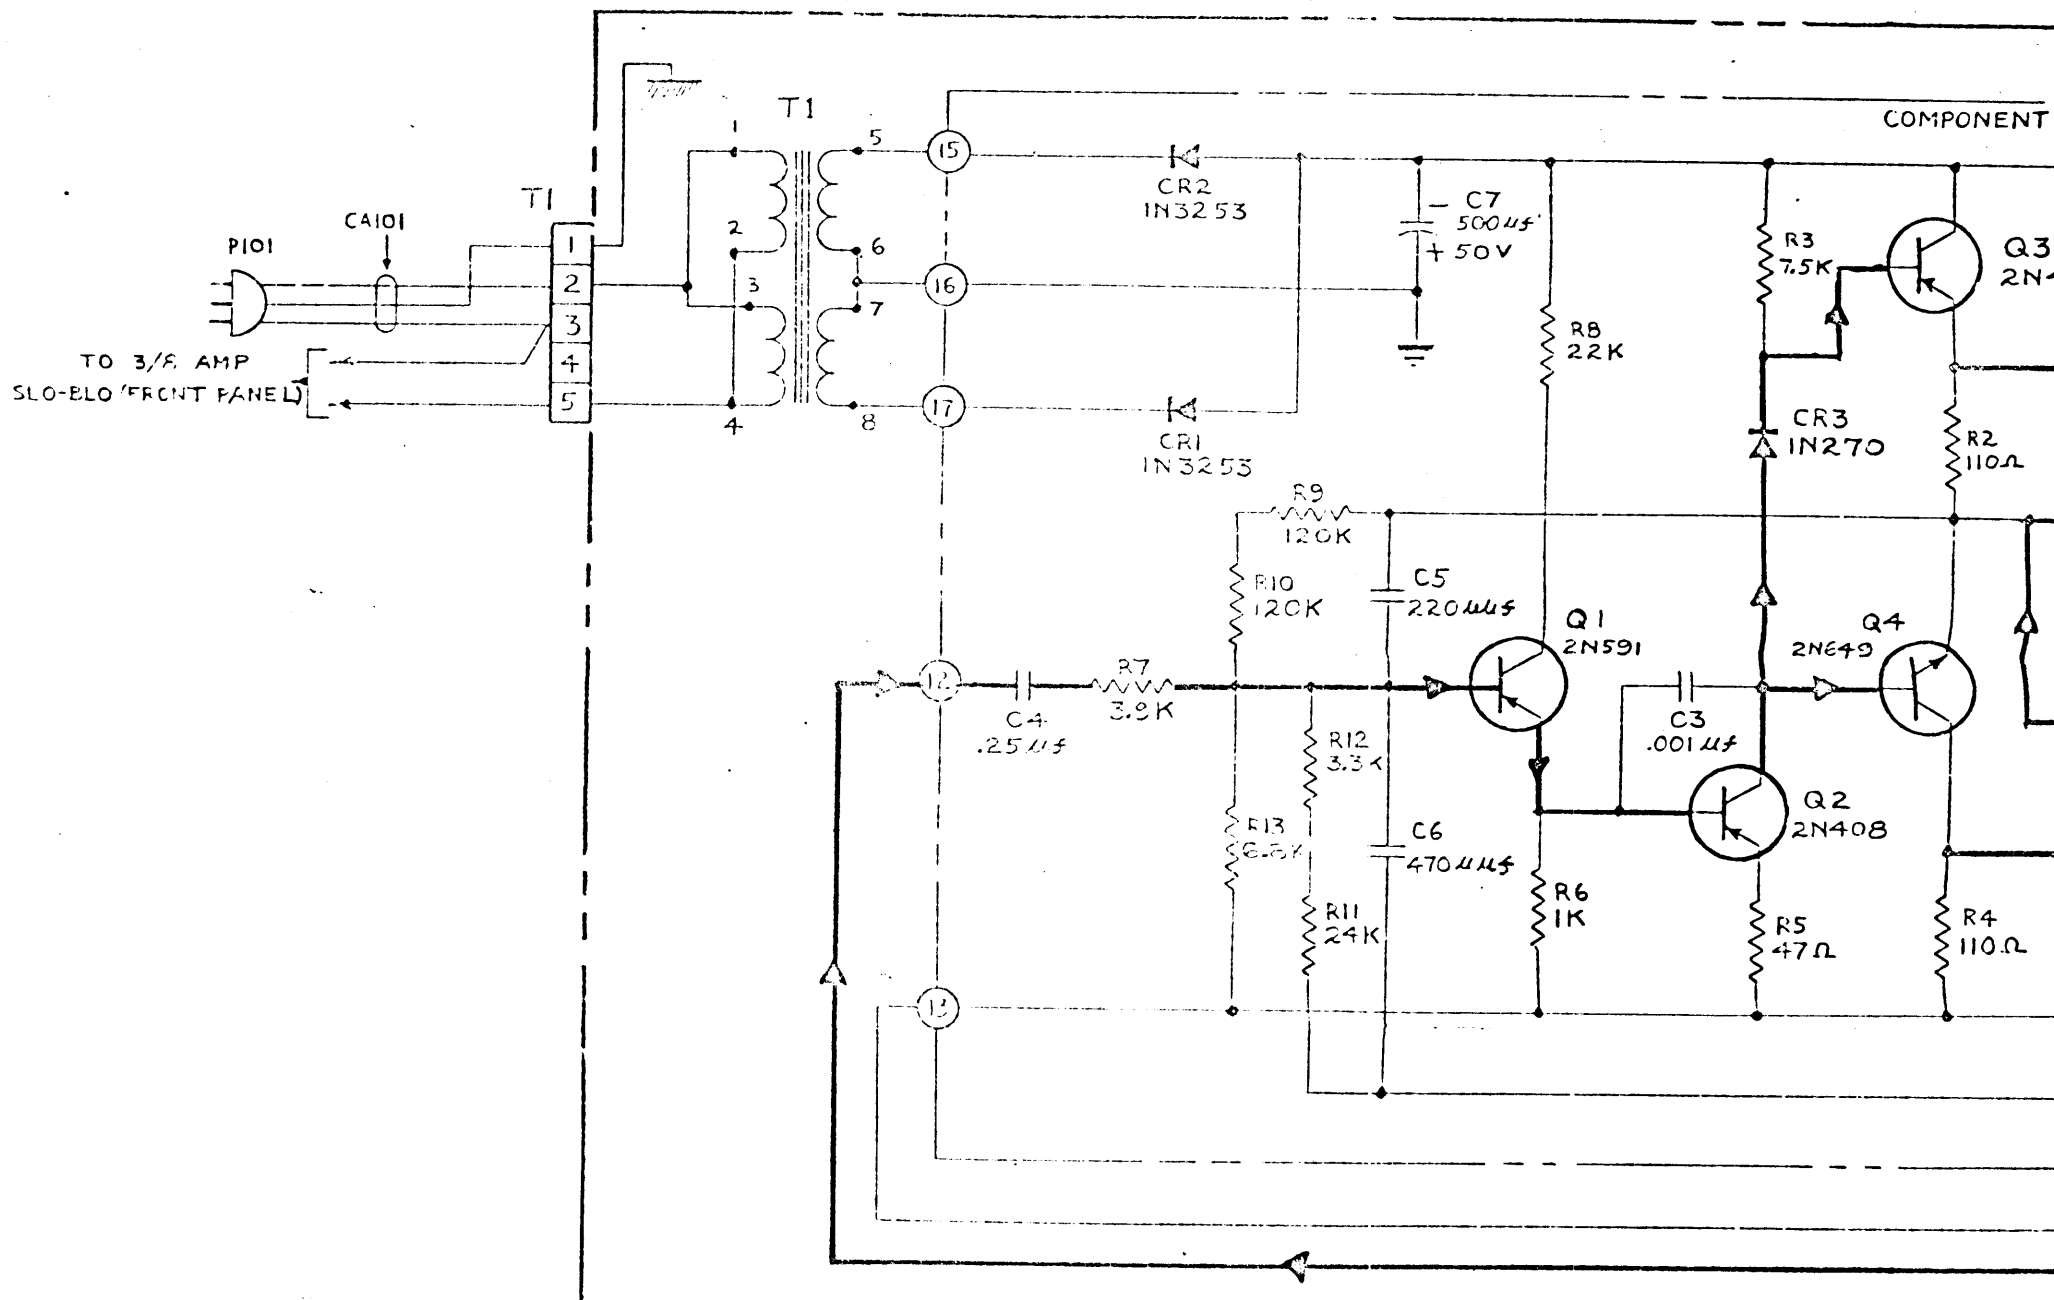 COMPONENT
T1
1
5
15
CR2
1N3253
C7
500µf
+ 50V
R3
7.5K
Q3
T1
CA101
P101
1
2
3
4
5
2
3
6
7
16
R8
22K
TO 3/8 AMP
SLO-BLO (FRONT PANEL)
4
8
17
CR1
1N3253
CR3
1N270
R2
110Ω
R9
120K
R10
120K
C5
220µµf
Q1
2N591
Q4
2N649
12
C4
.25µf
R7
3.9K
R12
3.3K
C3
.001µf
Q2
2N408
R13
6.8K
C6
470µµf
R11
24K
R6
1K
R5
47Ω
R4
110Ω
13